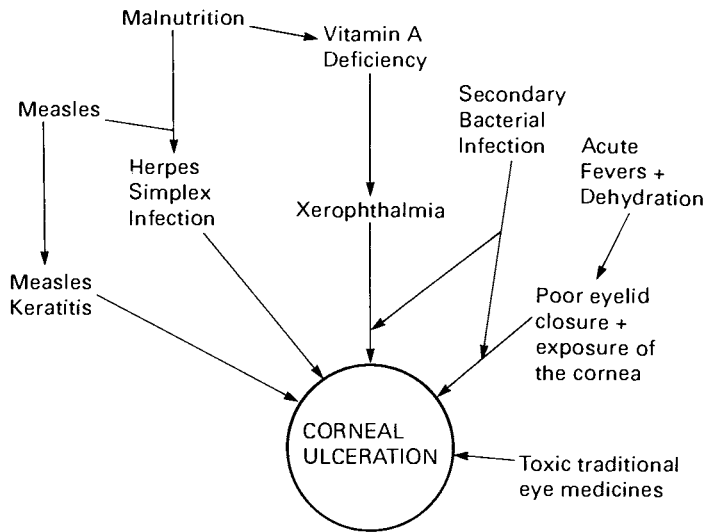 Malnutrition
Vitamin A
Deficiency
Measles
Secondary
Bacterial
Infection
Acute
Fevers +
Dehydration
Herpes
Simplex
Infection
Xerophthalmia
Measles
Keratitis
Poor eyelid
closure +
exposure of
the cornea
CORNEAL
ULCERATION
Toxic traditional
eye medicines